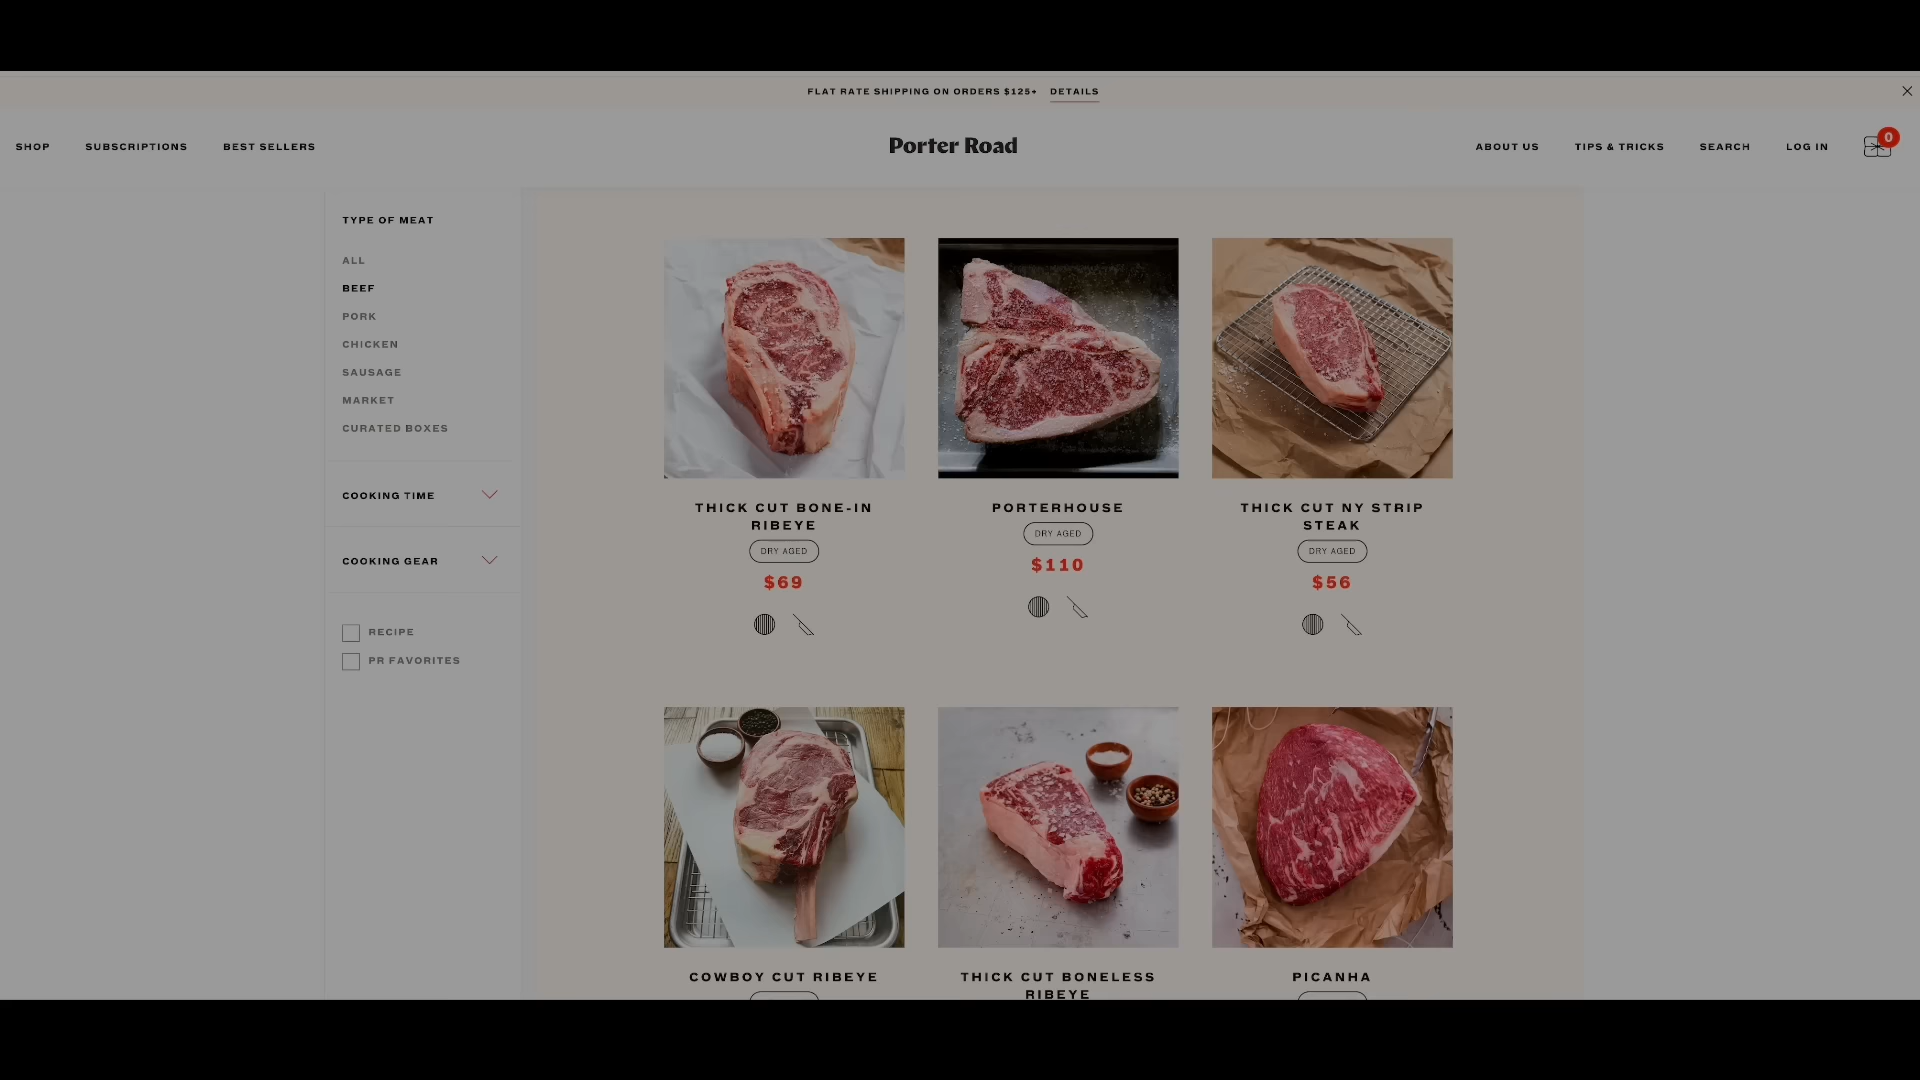 FLAT RATE SHIPPING ON ORDERS $125+ DETAILS
SHOP SUBSCRIPTIONS BEST SELLERS Porter Road ABOUT US TIPS & TRICKS SEARCH LOG IN 0
TYPE OF MEAT
ALL
BEEF
PORK
CHICKEN
SAUSAGE
MARKET
CURATED BOXES
COOKING TIME
COOKING GEAR
RECIPE
PR FAVORITES
THICK CUT BONE-IN
RIBEYE
DRY AGED
$69
PORTERHOUSE
DRY AGED
$110
THICK CUT NY STRIP
STEAK
DRY AGED
$56
COWBOY CUT RIBEYE
THICK CUT BONELESS
RIBEYE
PICANHA